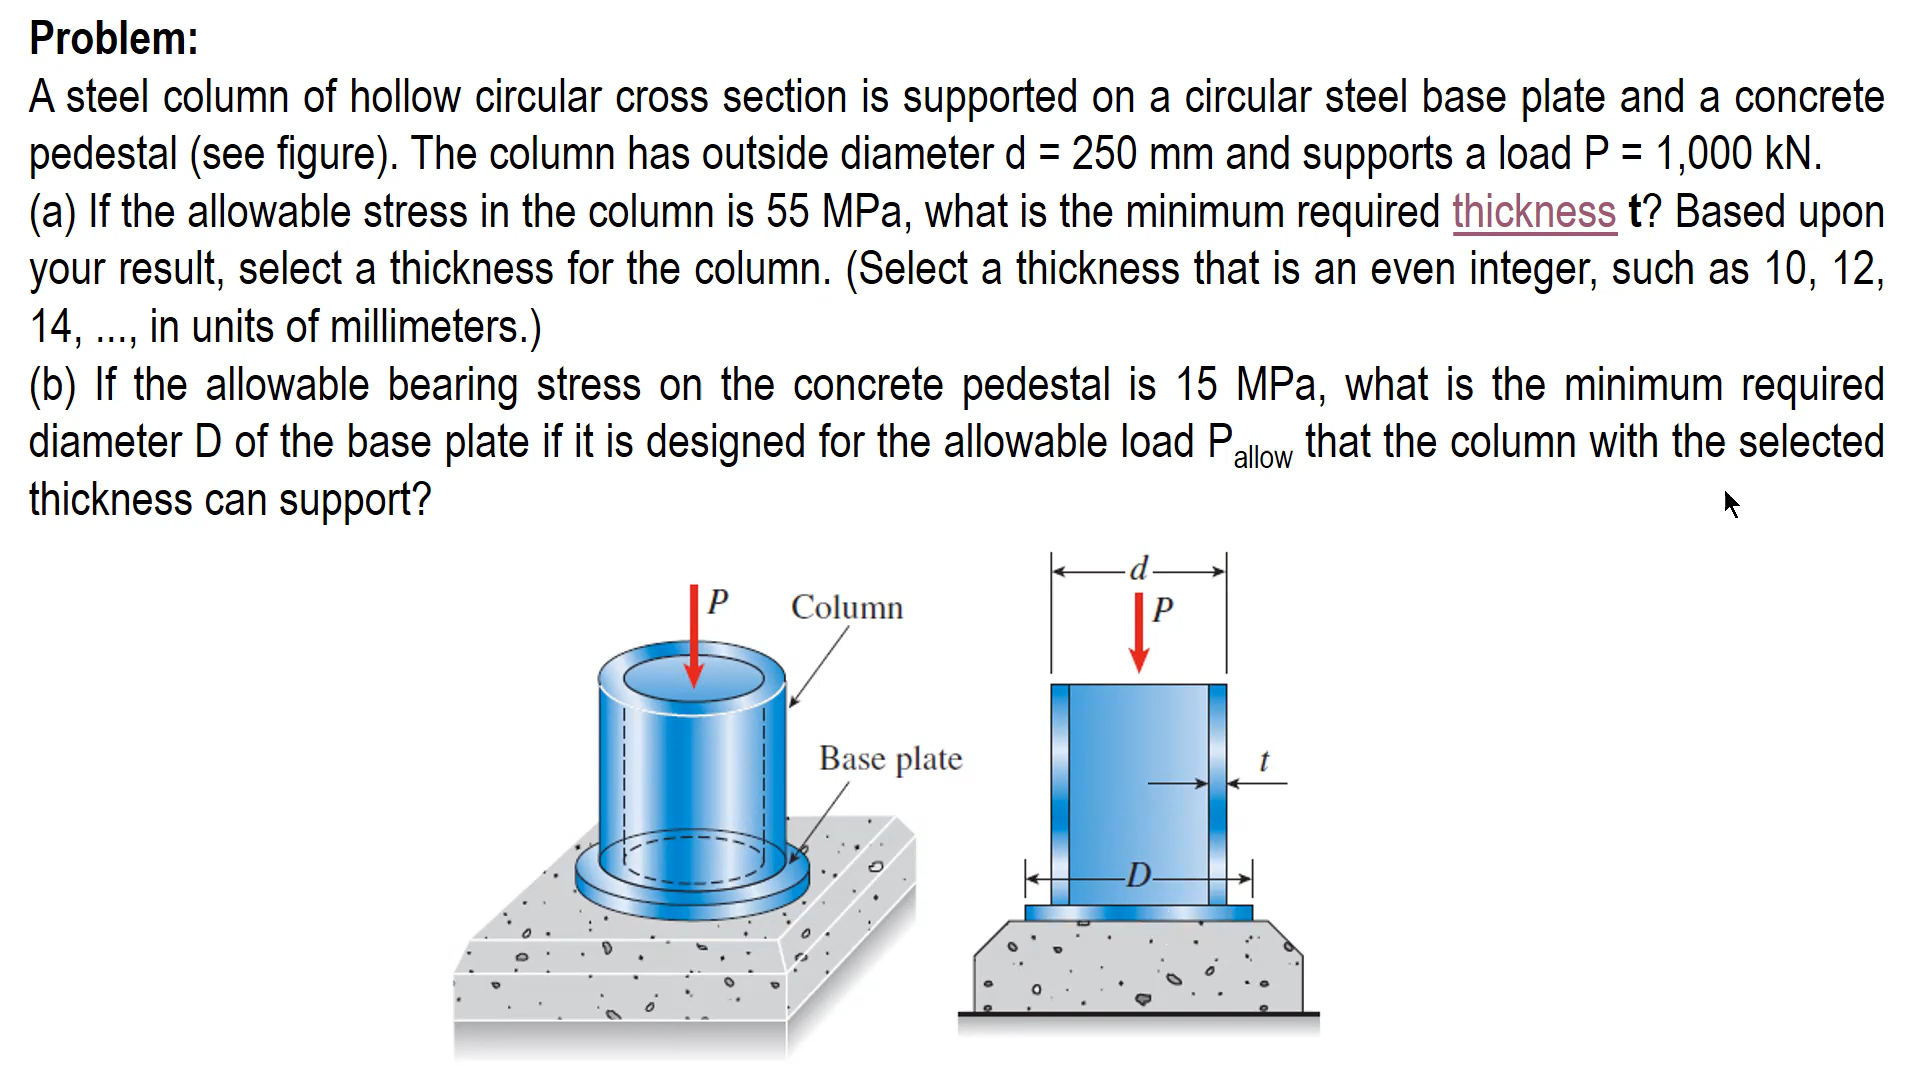 Problem:
A steel column of hollow circular cross section is supported on a circular steel base plate and a concrete
pedestal (see figure). The column has outside diameter d = 250 mm and supports a load P = 1,000 kN.
(a) If the allowable stress in the column is 55 MPa, what is the minimum required thickness t? Based upon
your result, select a thickness for the column. (Select a thickness that is an even integer, such as 10, 12,
14, ..., in units of millimeters.)
(b) If the allowable bearing stress on the concrete pedestal is 15 MPa, what is the minimum required
diameter D of the base plate if it is designed for the allowable load Pallow that the column with the selected
thickness can support?
P
Column
Base plate
d
P
t
D